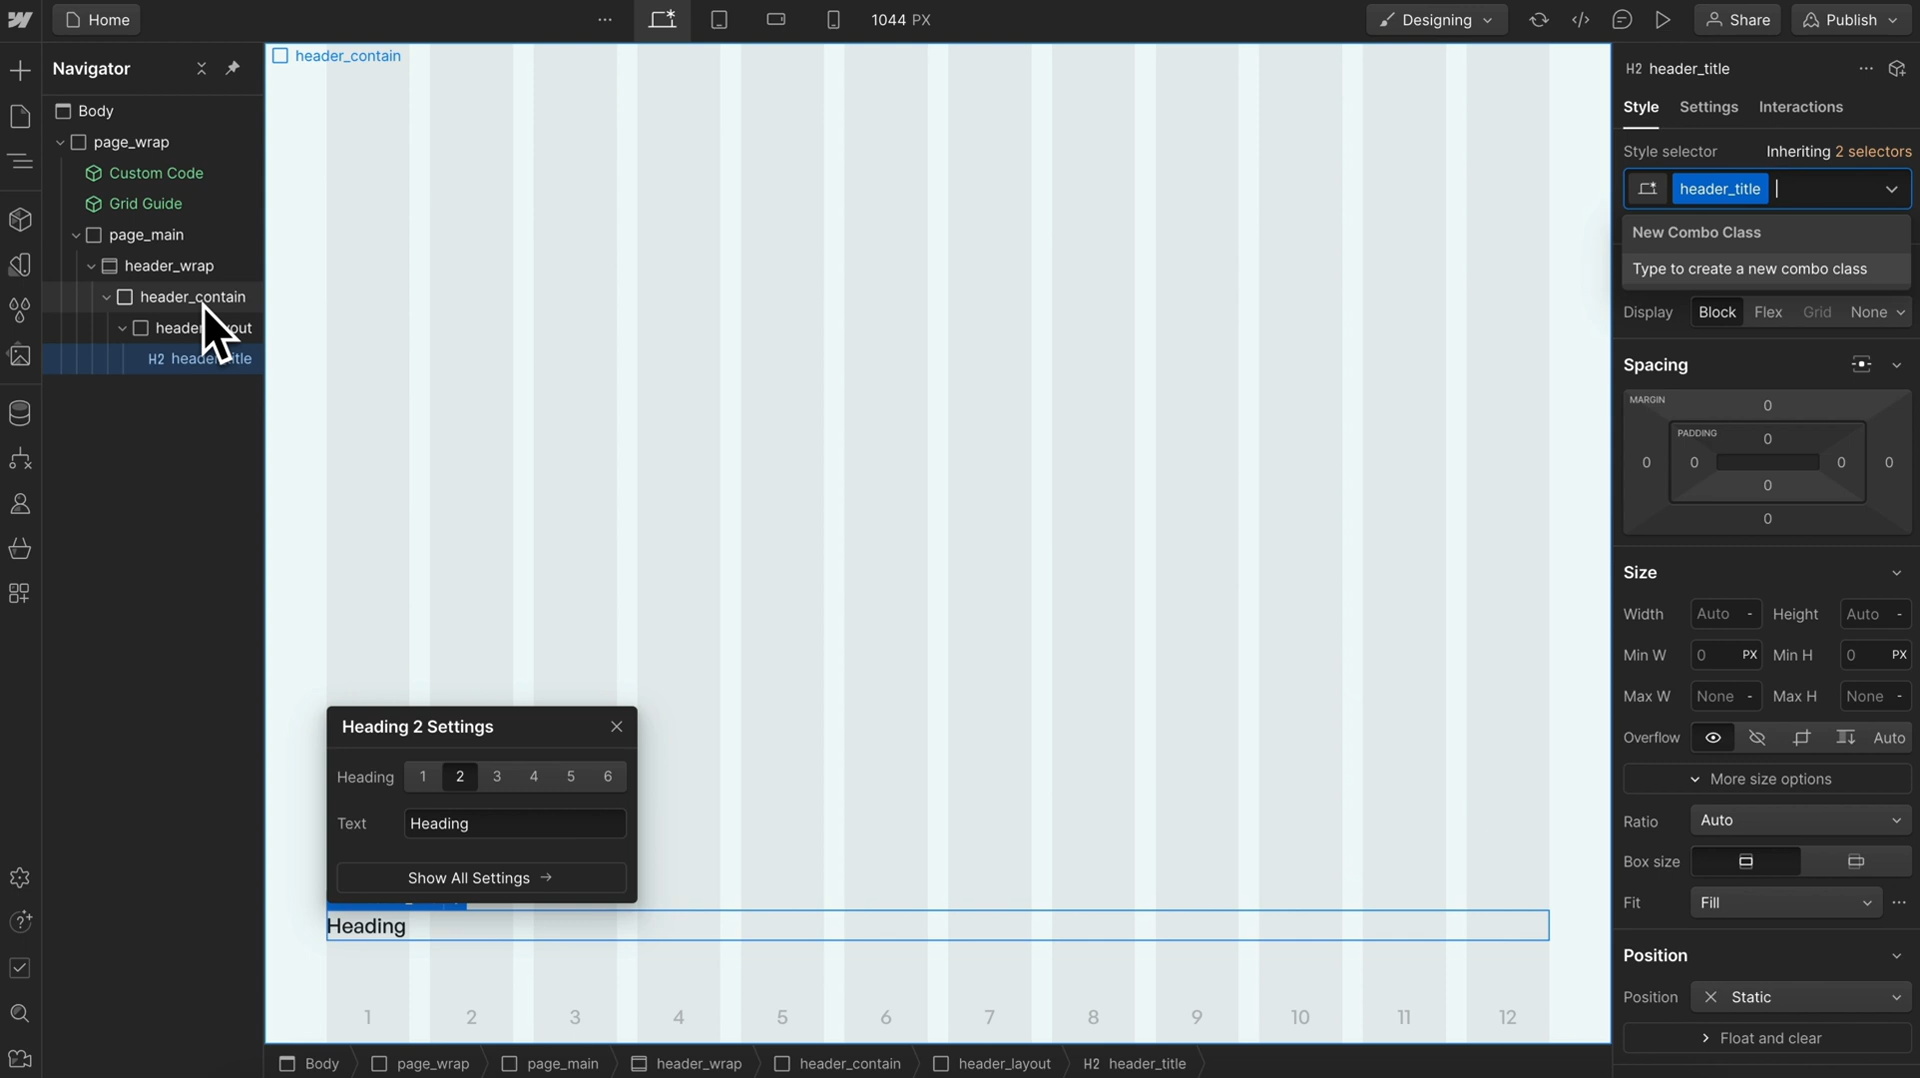 Home
1044 PX
Designing
Share
Publish
Navigator
Body
page_wrap
Custom Code
Grid Guide
page_main
header_wrap
header_contain
H2
header_contain
Heading 2 Settings
Heading 1 2 3 4 5 6
Text Heading
Show All Settings
Heading
1 2 3 4 5 6 7 8 9 10 11 12
Body page_wrap page_main header_wrap header_contain header_layout H2 header_title
H2 header_title
Style Settings Interactions
Style selector Inheriting 2 selectors
header_title
New Combo Class
Type to create a new combo class
Display Block Flex Grid None
Spacing
MARGIN
0
PADDING
0
0 0 0 0
0
0
Size
Width Auto - Height Auto -
Min W 0 PX Min H 0 PX
Max W None - Max H None -
Overflow Auto
More size options
Ratio Auto
Box size
Fit Fill
Position
Position Static
Float and clear